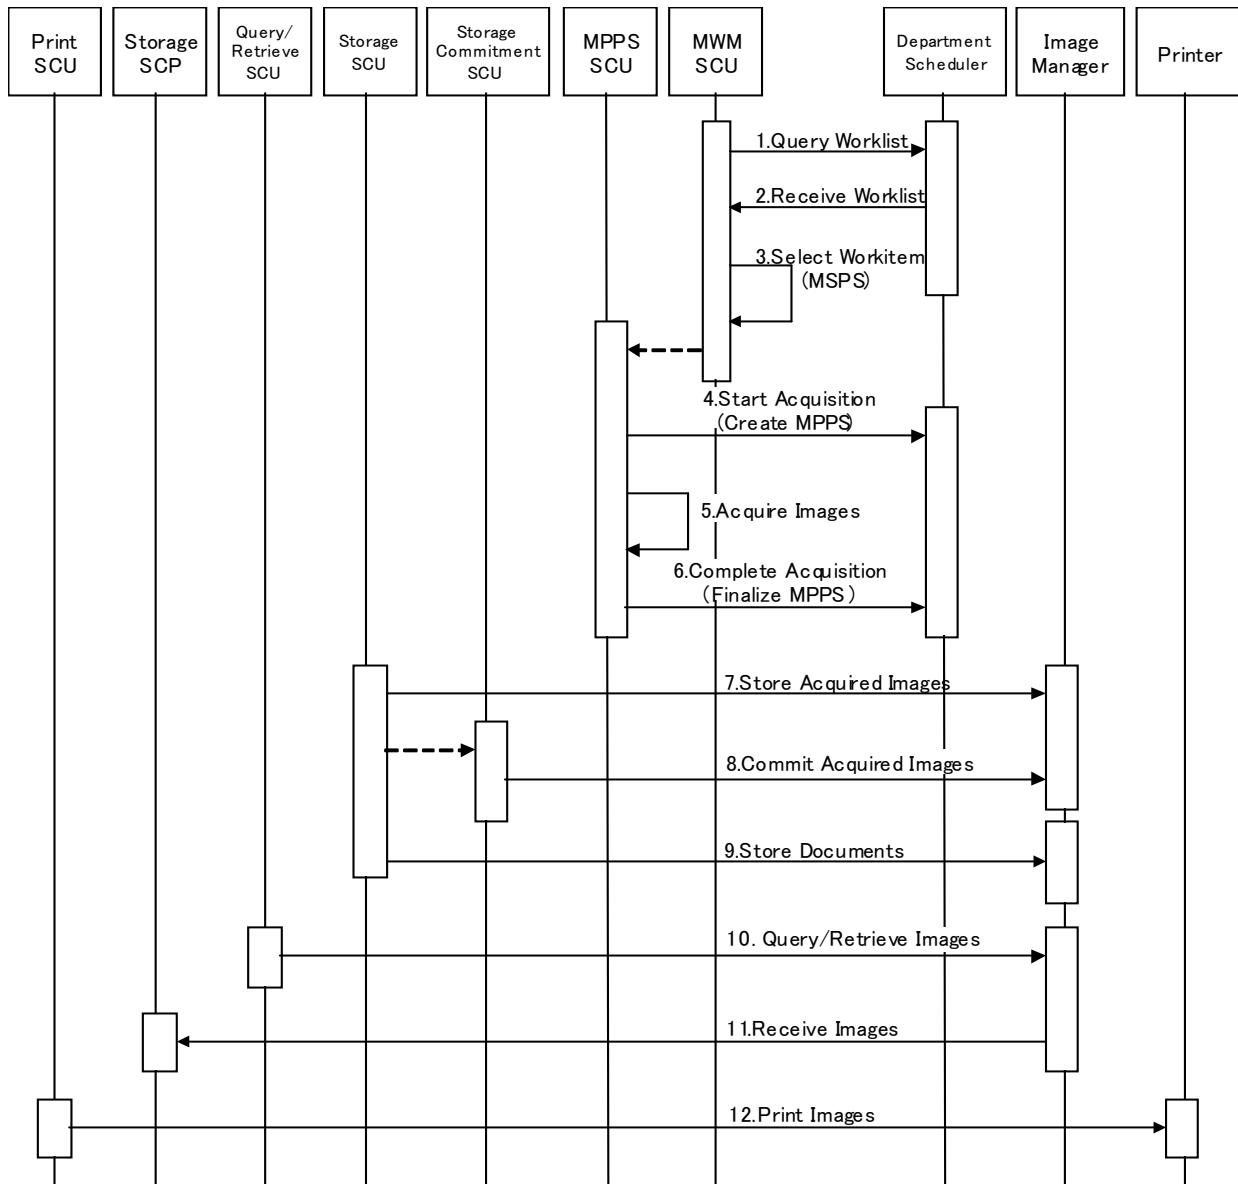 Print
SCU
Storage
SCP
Query/
Retrieve
SCU
Storage
SCU
Storage
Commitment
SCU
MPPS
SCU
MWM
SCU
Department
Scheduler
Image
Manager
Printer
1.Query Worklist
2.Receive Worklist
3.Select Workitem
(MSPS)
4.Start Acquisition
(Create MPPS)
5.Acquire Images
6.Complete Acquisition
(Finalize MPPS )
7.Store Acquired Images
8.Commit Acquired Images
9.Store Documents
10. Query/Retrieve Images
11.Receive Images
12.Print Images